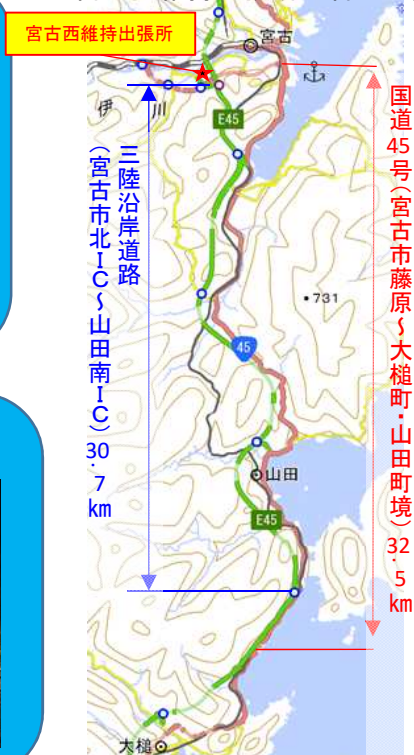 宮古西維持出張所
宮古
伊 川
E45
三陸沿岸道路
(宮古市北IC～山田南IC)30.7km
国道45号(宮古市藤原～大槌町・山田町境)32.5km
・731
45
山田
E45
大槌